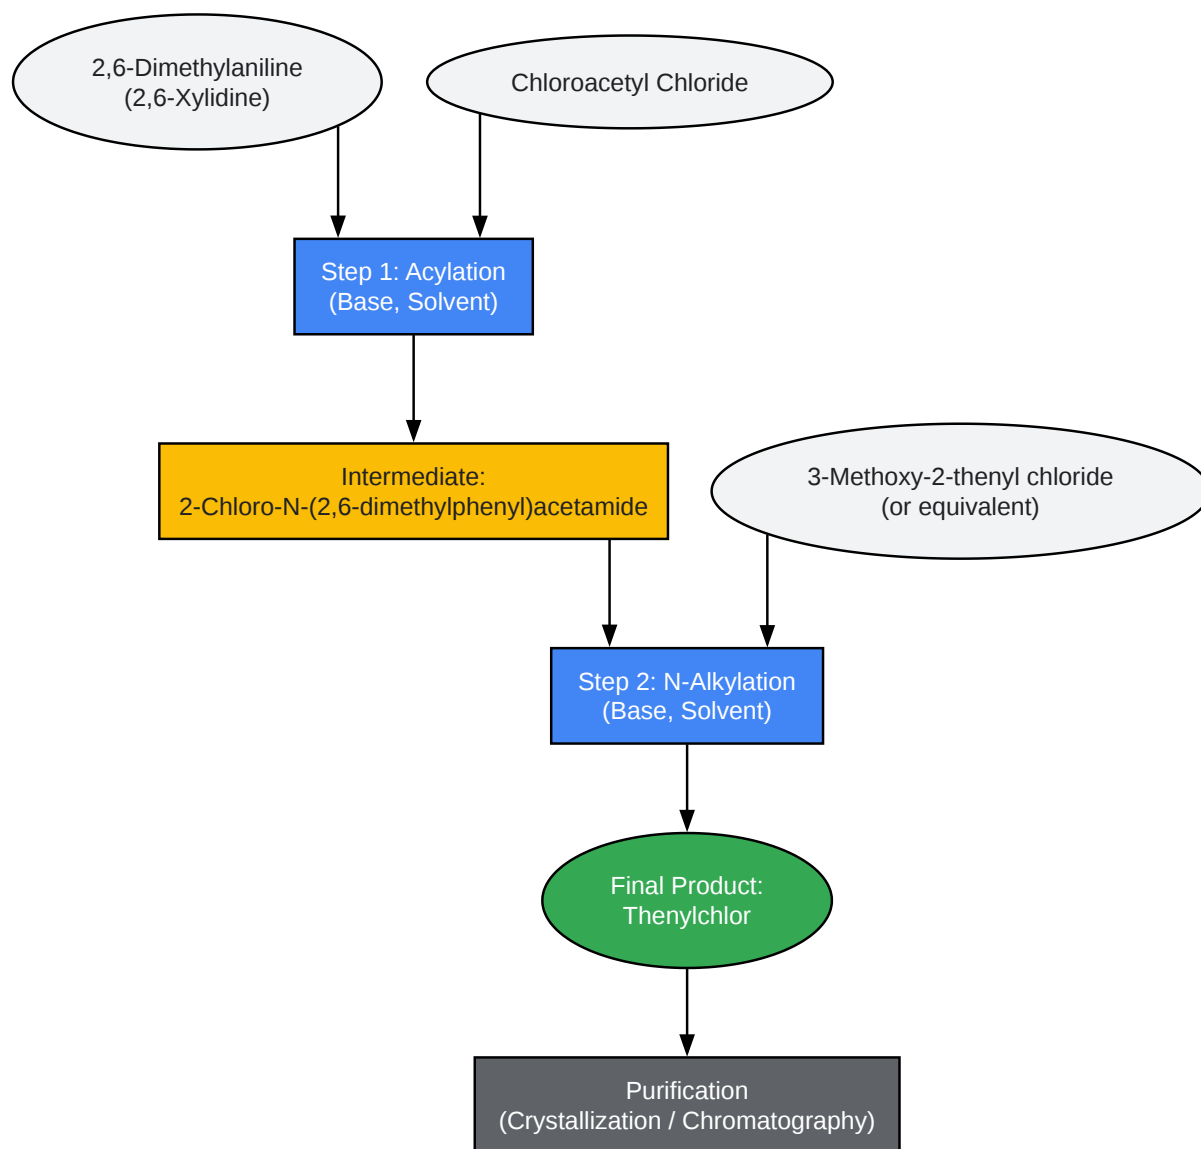 2,6-Dimethylaniline
(2,6-Xylidine)
Chloroacetyl Chloride
Step 1: Acylation
(Base, Solvent)
Intermediate:
2-Chloro-N-(2,6-dimethylphenyl)acetamide
3-Methoxy-2-thenyl chloride
(or equivalent)
Step 2: N-Alkylation
(Base, Solvent)
Final Product:
Thenylchlor
Purification
(Crystallization / Chromatography)